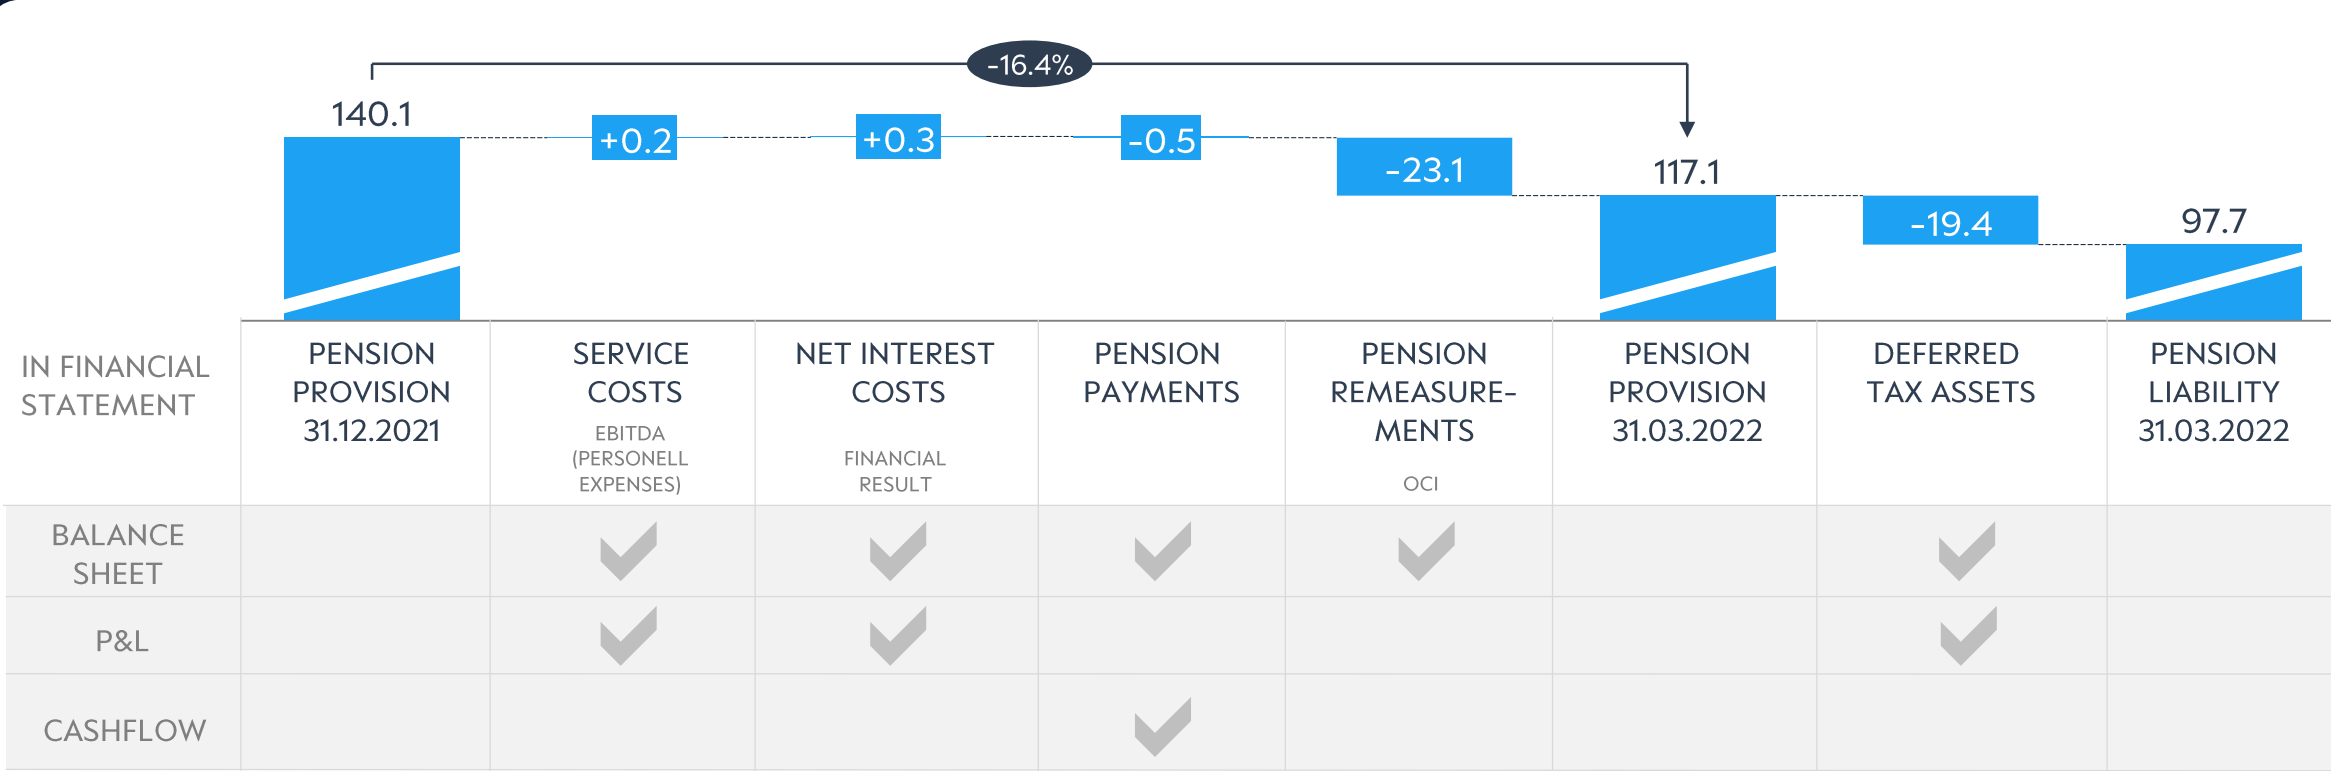 -16.4%
140.1
+0.2
+0.3
-0.5
-23.1
117.1
-19.4
97.7
IN FINANCIAL
STATEMENT
PENSION
PROVISION
31.12.2021
SERVICE
COSTS
EBITDA
(PERSONELL
EXPENSES)
NET INTEREST
COSTS
FINANCIAL
RESULT
PENSION
PAYMENTS
PENSION
REMEASURE-
MENTS
OCI
PENSION
PROVISION
31.03.2022
DEFERRED
TAX ASSETS
PENSION
LIABILITY
31.03.2022
BALANCE
SHEET
P&L
CASHFLOW